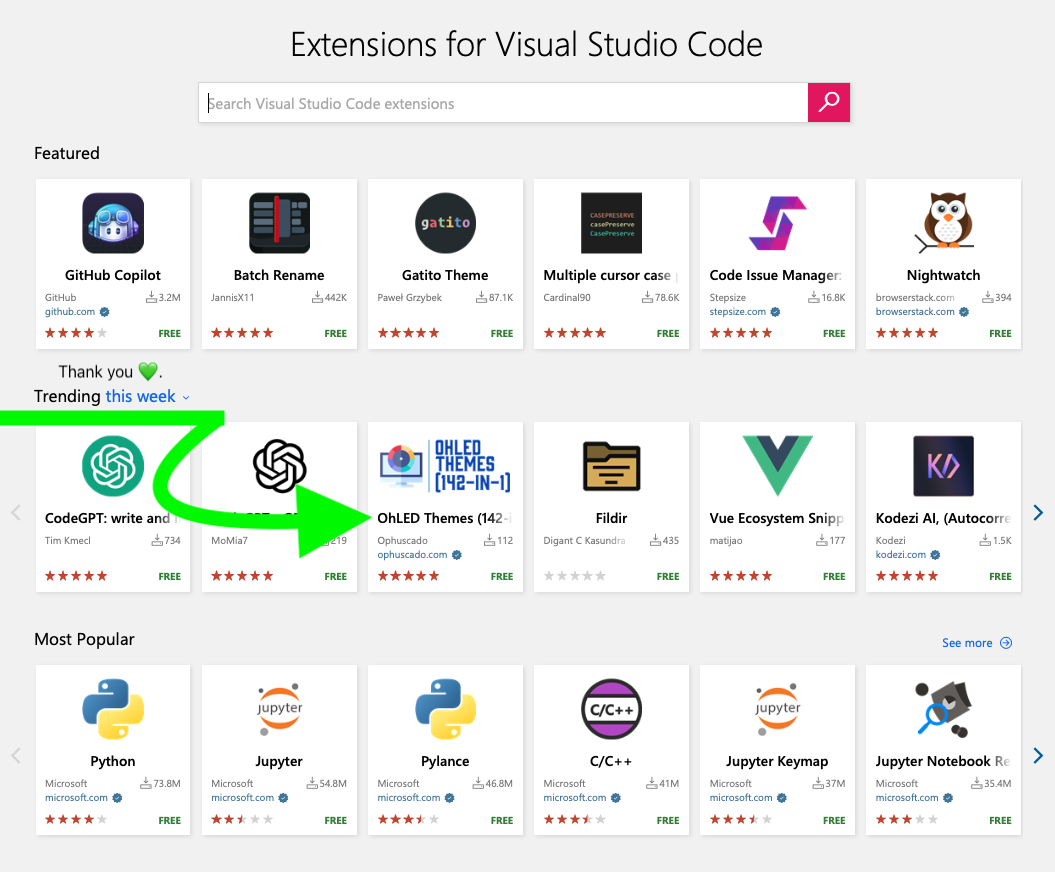 Extensions for Visual Studio Code
Search Visual Studio Code extensions
Featured
gatito
CASEPRESERVE
casePreserve
CasePreserve
GitHub Copilot
GitHub 3.2M
github.com
FREE
Batch Rename
JannisX11 442K
FREE
Gatito Theme
Paweł Grzybek 87.1K
FREE
Multiple cursor case
Cardinal90 78.6K
FREE
Code Issue Manager:
Stepsize 16.8K
stepsize.com
FREE
Nightwatch
browserstack.com 394
browserstack.com
FREE
Thank you 💚.
Trending this week
CodeGPT: write and
Tim Kmecl 734
FREE
MoMia7 219
FREE
OHLED
THEMES
(142-IN-1)
OhLED Themes (142-
Ophuscado 112
ophuscado.com
FREE
Fildir
Digant C Kasundra 435
FREE
Vue Ecosystem Snipp
matijao 177
FREE
K/>
Kodezi AI, (Autocorre
Kodezi 1.5K
kodezi.com
FREE
Most Popular
See more
Python
Microsoft 73.8M
microsoft.com
FREE
jupyter
Jupyter
Microsoft 54.8M
microsoft.com
FREE
Pylance
Microsoft 46.8M
microsoft.com
FREE
C/C++
C/C++
Microsoft 41M
microsoft.com
FREE
jupyter
Jupyter Keymap
Microsoft 37M
microsoft.com
FREE
Jupyter Notebook Re
Microsoft 35.4M
microsoft.com
FREE